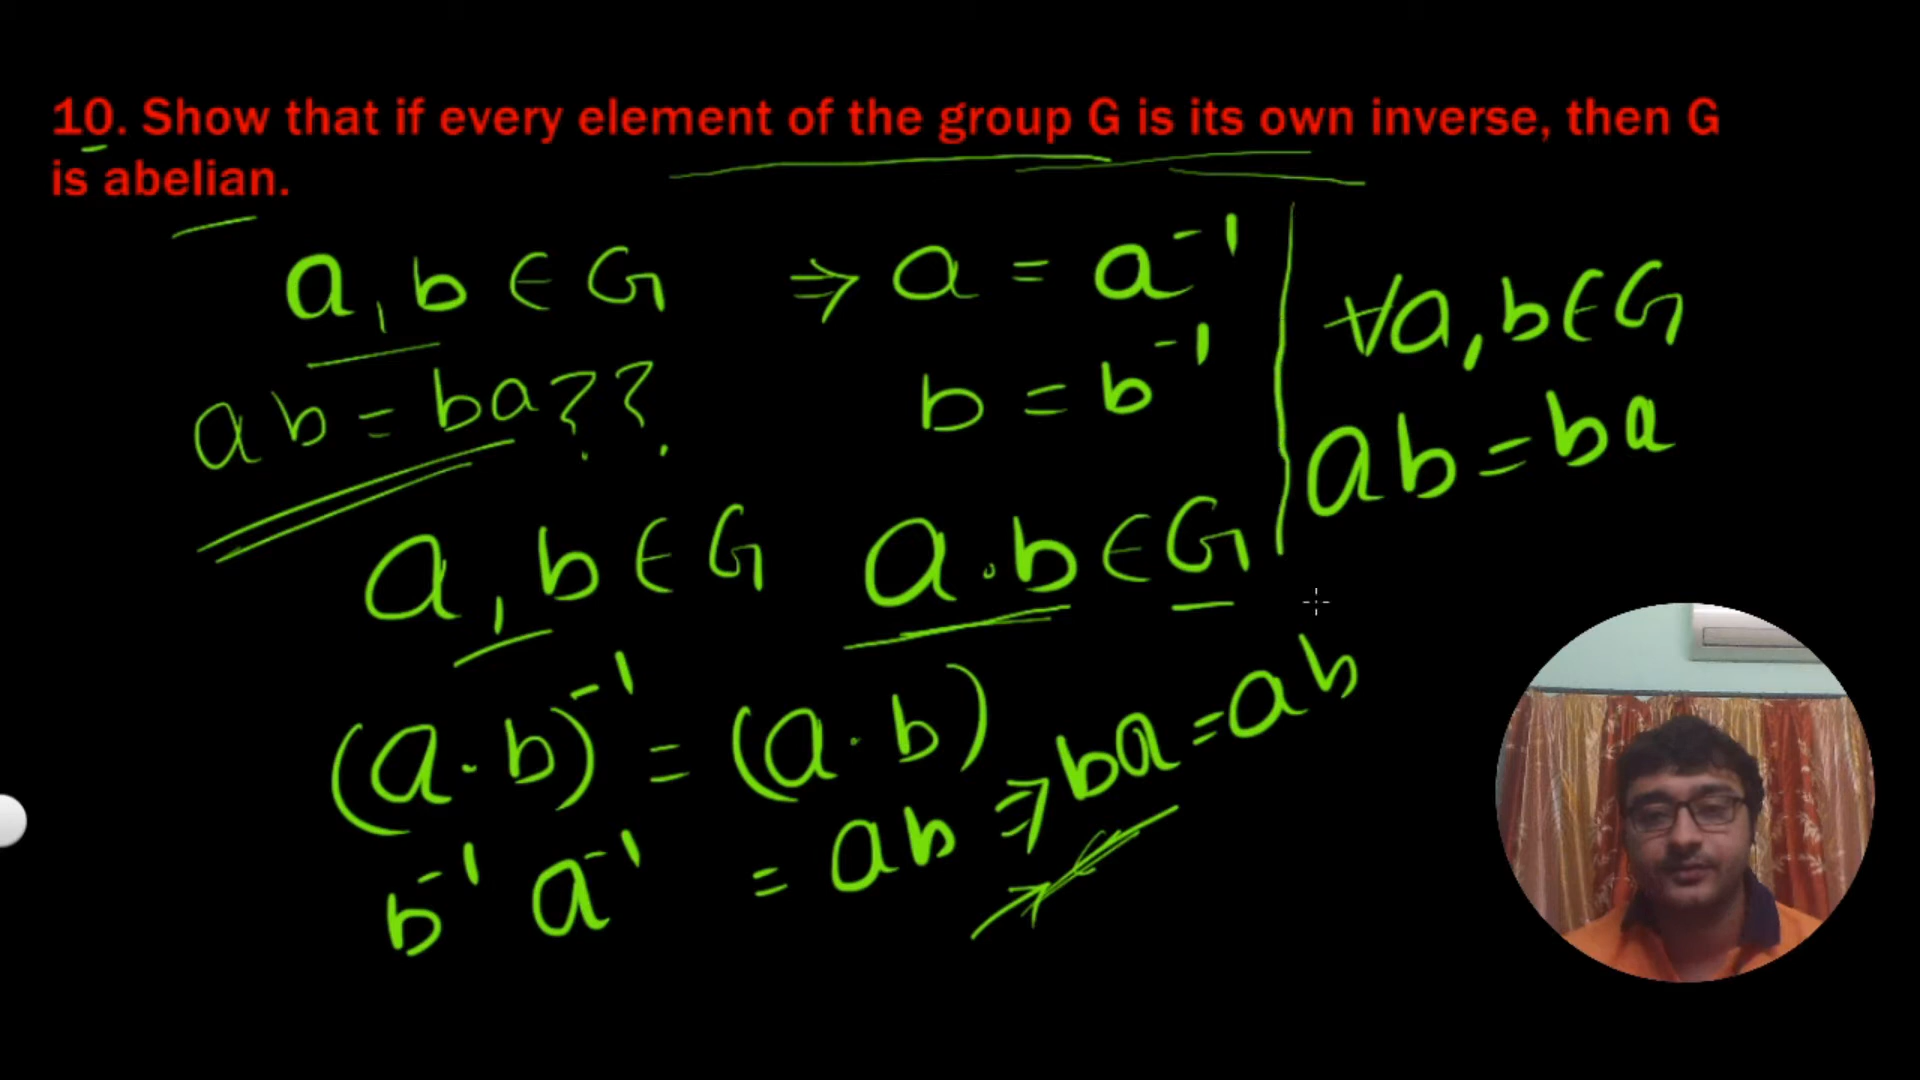 10. Show that if every element of the group G is its own inverse, then G
is abelian.
a, b ∈ G ⇒ a = a⁻¹
b = b⁻¹
ab = ba??
∀a, b ∈ G
ab = ba
a, b ∈ G a·b ∈ G
(a·b)⁻¹ = (a·b)
b⁻¹ a⁻¹ = ab ⇒ ba = ab